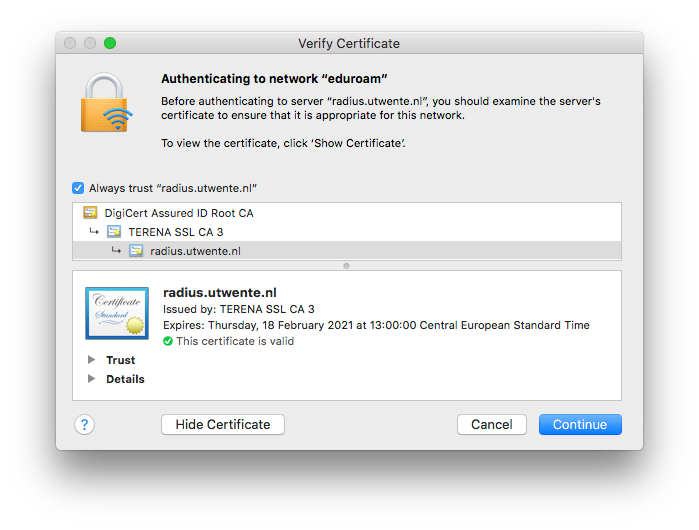 Verify Certificate
Authenticating to network “eduroam”
Before authenticating to server “radius.utwente.nl”, you should examine the server's
certificate to ensure that it is appropriate for this network.
To view the certificate, click ‘Show Certificate’.
Always trust “radius.utwente.nl”
DigiCert Assured ID Root CA
TERENA SSL CA 3
radius.utwente.nl
Certificate
Standard
radius.utwente.nl
Issued by: TERENA SSL CA 3
Expires: Thursday, 18 February 2021 at 13:00:00 Central European Standard Time
This certificate is valid
Trust
Details
?
Hide Certificate
Cancel
Continue